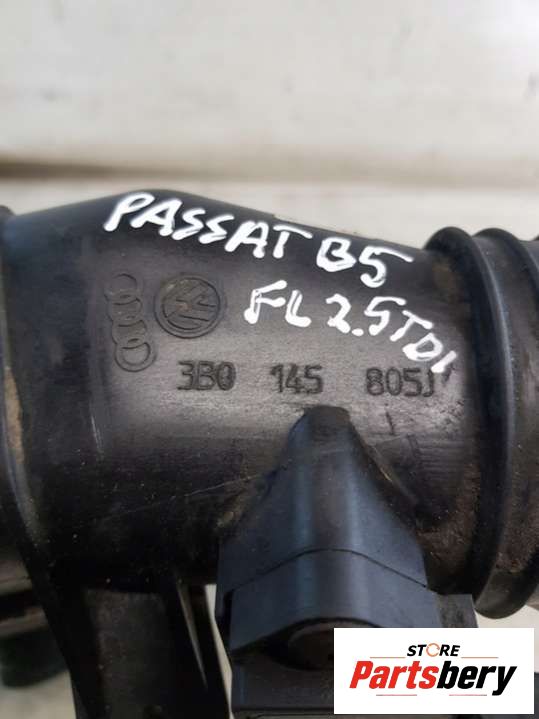 PASSAT B5
FL 2.5TDI
3B0 145 805J
STORE
Partsbery